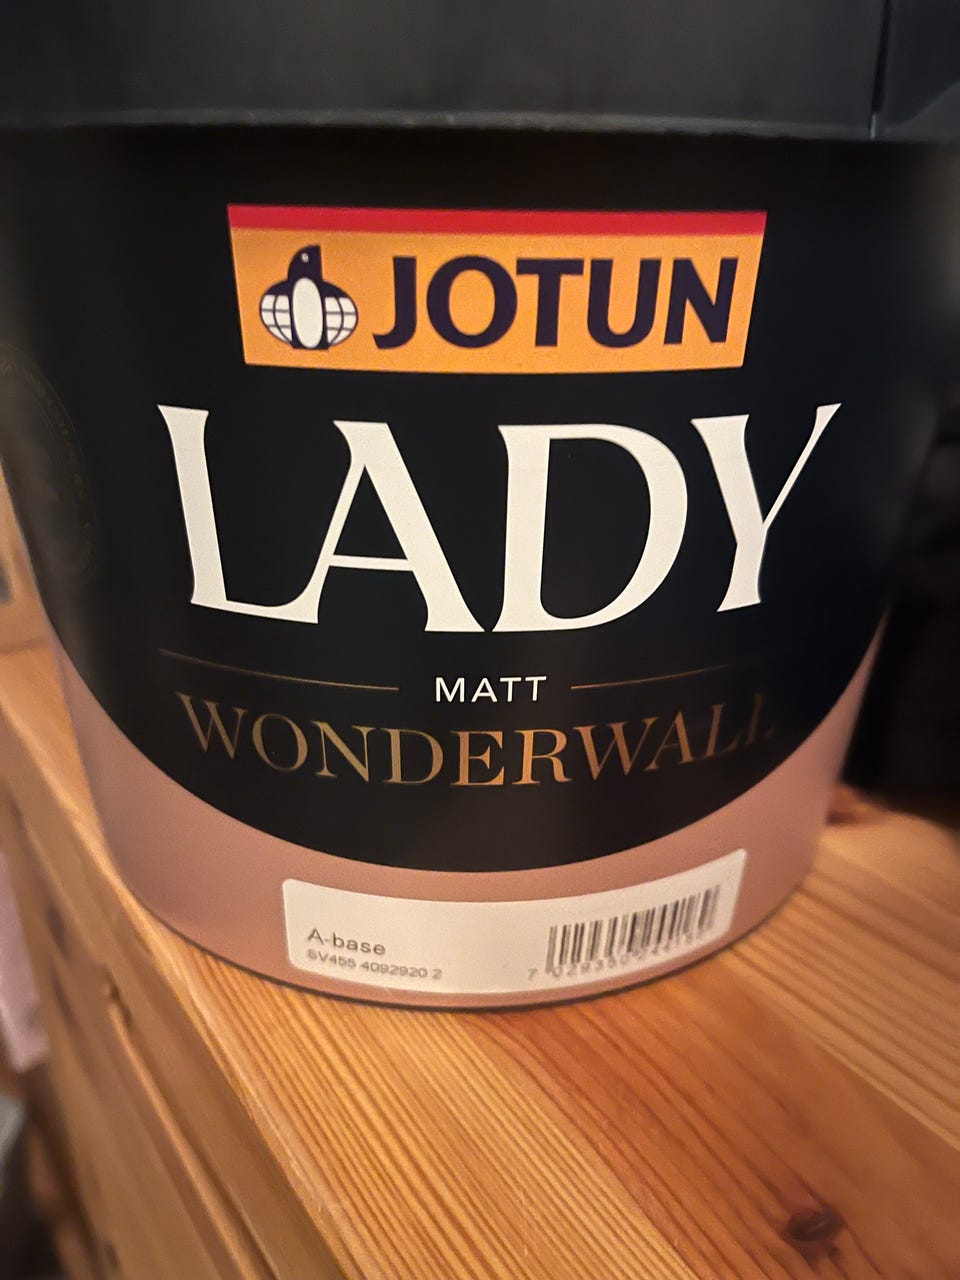 JOTUN
LADY
MATT
WONDERWALL
A-base
SV455 4092920 2